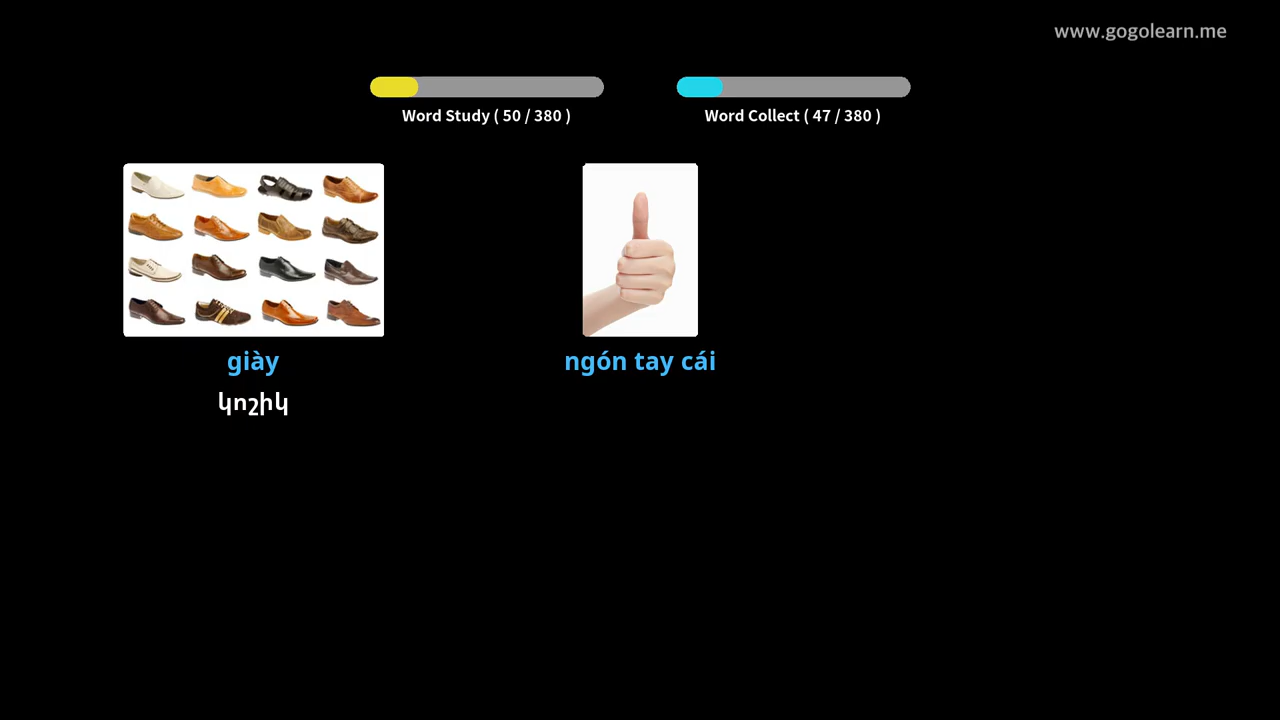 www.gogolearn.me
Word Study ( 50 / 380 )
Word Collect ( 47 / 380 )
giày
կոշիկ
ngón tay cái